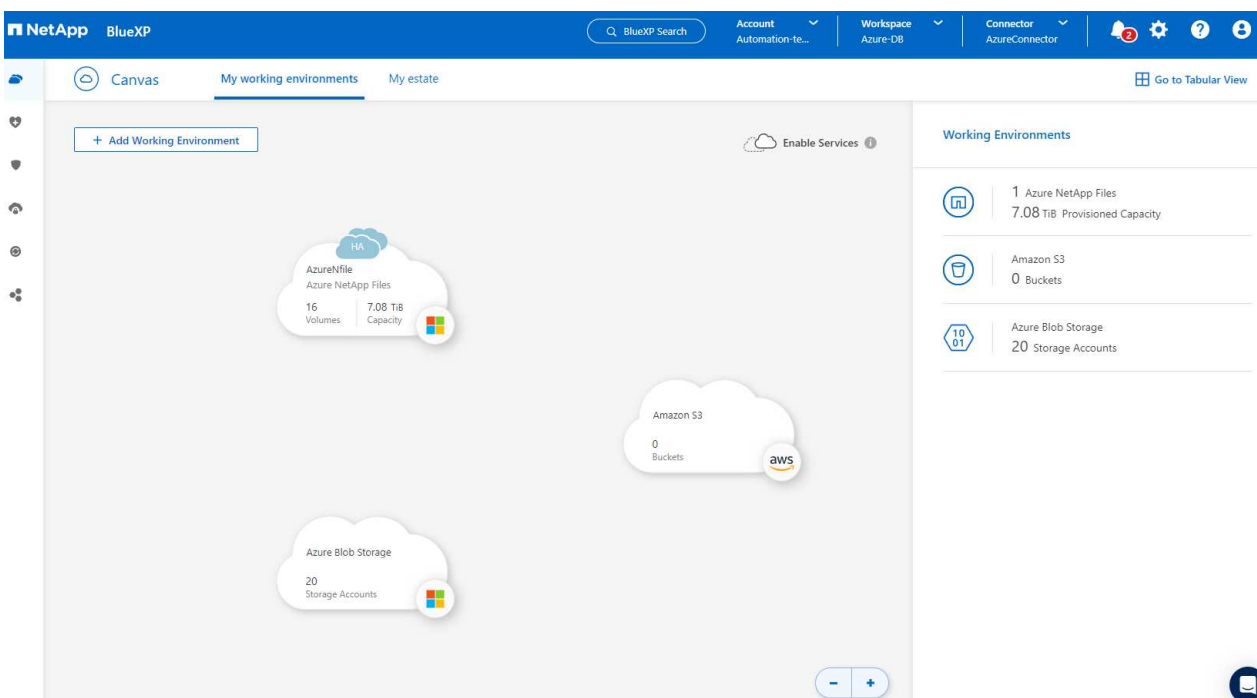 NetApp BlueXP
BlueXP Search
Account
Automation-te...
Workspace
Azure-DB
Connector
AzureConnector
2
Canvas
My working environments
My estate
Go to Tabular View
+ Add Working Environment
Enable Services
HA
AzureNfile
Azure NetApp Files
16
Volumes
7.08 TiB
Capacity
Amazon S3
0
Buckets
aws
Azure Blob Storage
20
Storage Accounts
Working Environments
1 Azure NetApp Files
7.08 TiB Provisioned Capacity
Amazon S3
0 Buckets
10
01
Azure Blob Storage
20 Storage Accounts
- +